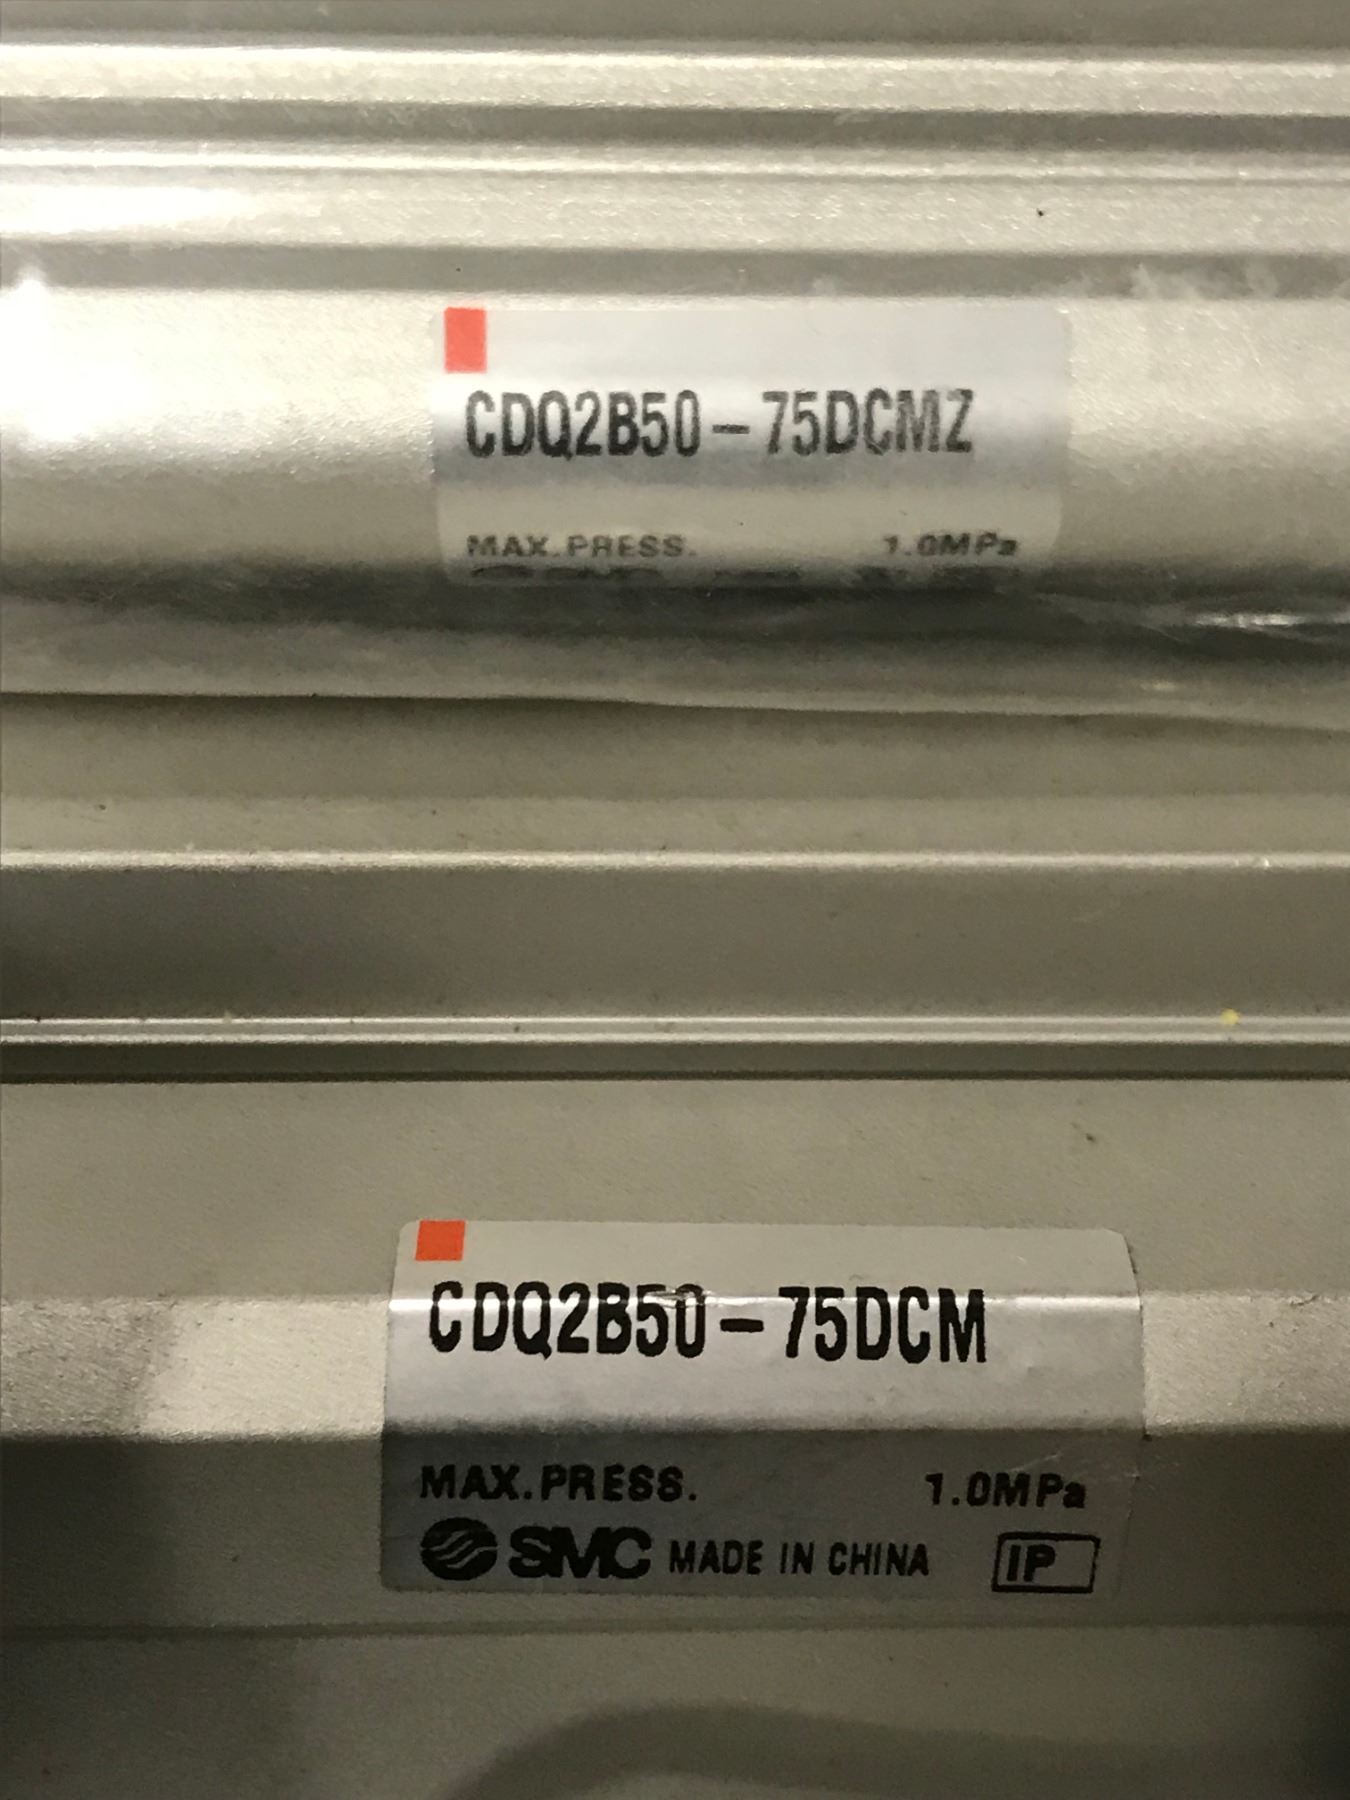 CDQ2B50-75DCMZ
MAX.PRESS. 1.0MPa
CDQ2B50-75DCM
MAX.PRESS. 1.0MPa
SMC MADE IN CHINA IP